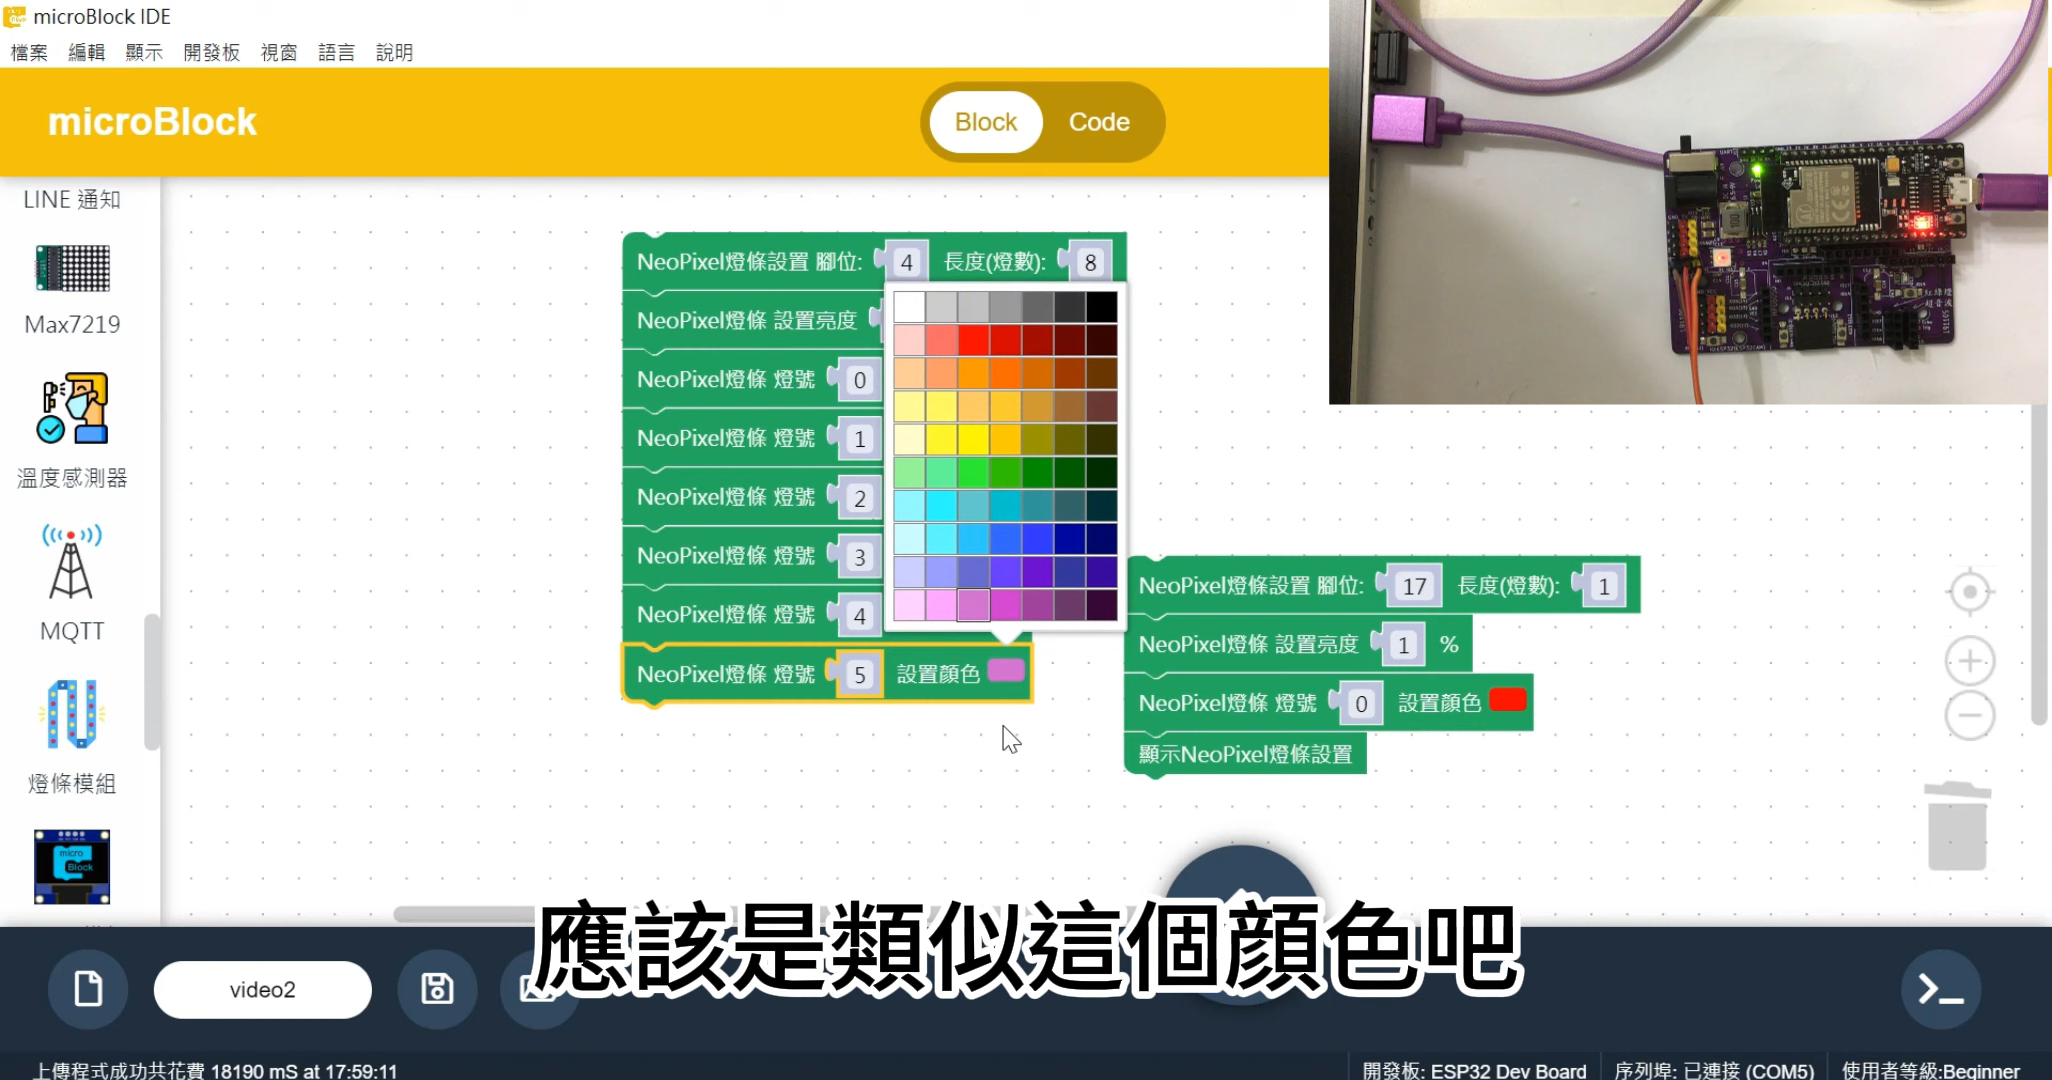 microBlock IDE
檔案 編輯 顯示 開發板 視窗 語言 說明
microBlock
Block Code
LINE 通知
Max7219
溫度感測器
MQTT
燈條模組
micro
Block
NeoPixel燈條設置 腳位: 4 長度(燈數): 8
NeoPixel燈條 設置亮度
NeoPixel燈條 燈號 0
NeoPixel燈條 燈號 1
NeoPixel燈條 燈號 2
NeoPixel燈條 燈號 3
NeoPixel燈條 燈號 4
NeoPixel燈條 燈號 5 設置顏色
NeoPixel燈條設置 腳位: 17 長度(燈數): 1
NeoPixel燈條 設置亮度 1 %
NeoPixel燈條 燈號 0 設置顏色
顯示NeoPixel燈條設置
應該是類似這個顏色吧
video2
上傳程式成功共花費 18190 mS at 17:59:11
開發板: ESP32 Dev Board 序列埠: 已連接 (COM5) 使用者等級:Beginner